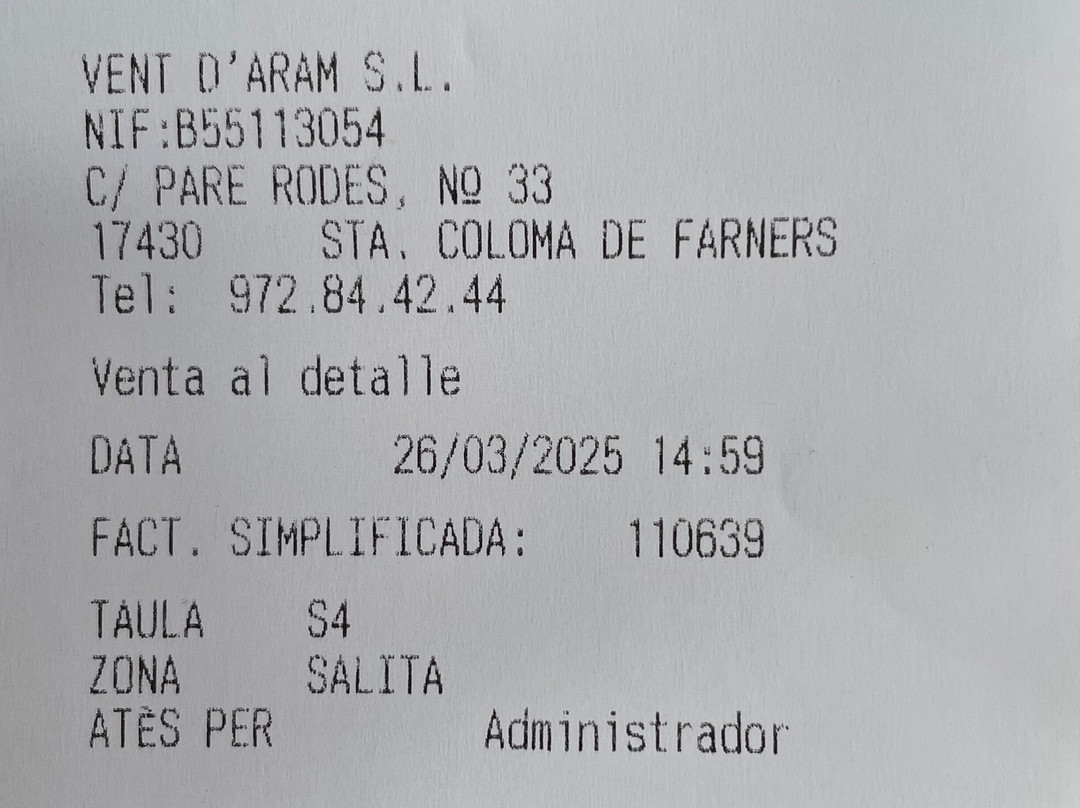 VENT D'ARAM S.L.
NIF:B55113054
C/ PARE RODES, Nº 33
17430 STA. COLOMA DE FARNERS
Tel: 972.84.42.44
Venta al detalle
DATA 26/03/2025 14:59
FACT. SIMPLIFICADA: 110639
TAULA S4
ZONA SALITA
ATÈS PER Administrador